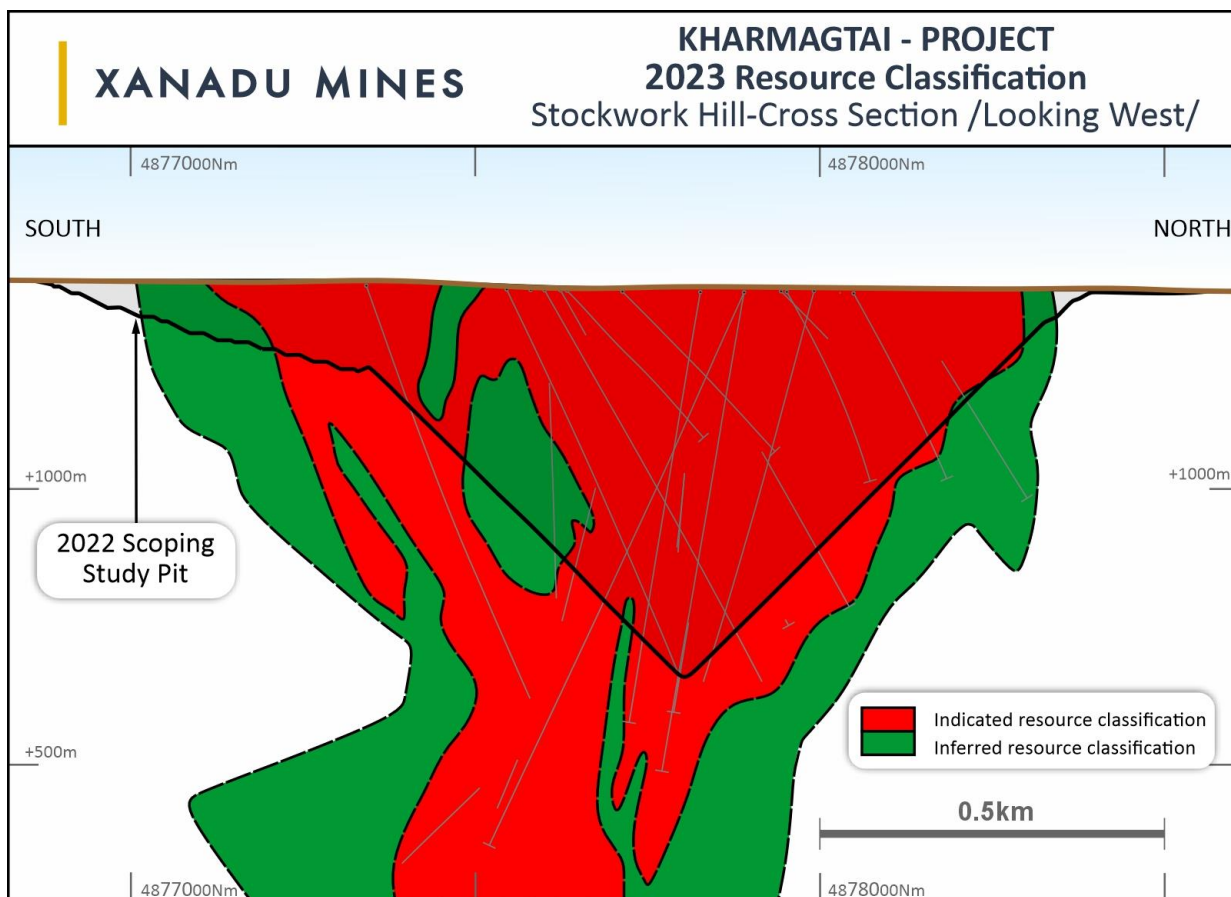 XANADU MINES
KHARMAGTAI - PROJECT
2023 Resource Classification
Stockwork Hill-Cross Section /Looking West/
4877000Nm
4878000Nm
SOUTH
NORTH
+1000m
+1000m
2022 Scoping
Study Pit
Indicated resource classification
Inferred resource classification
+500m
0.5km
4877000Nm
4878000Nm